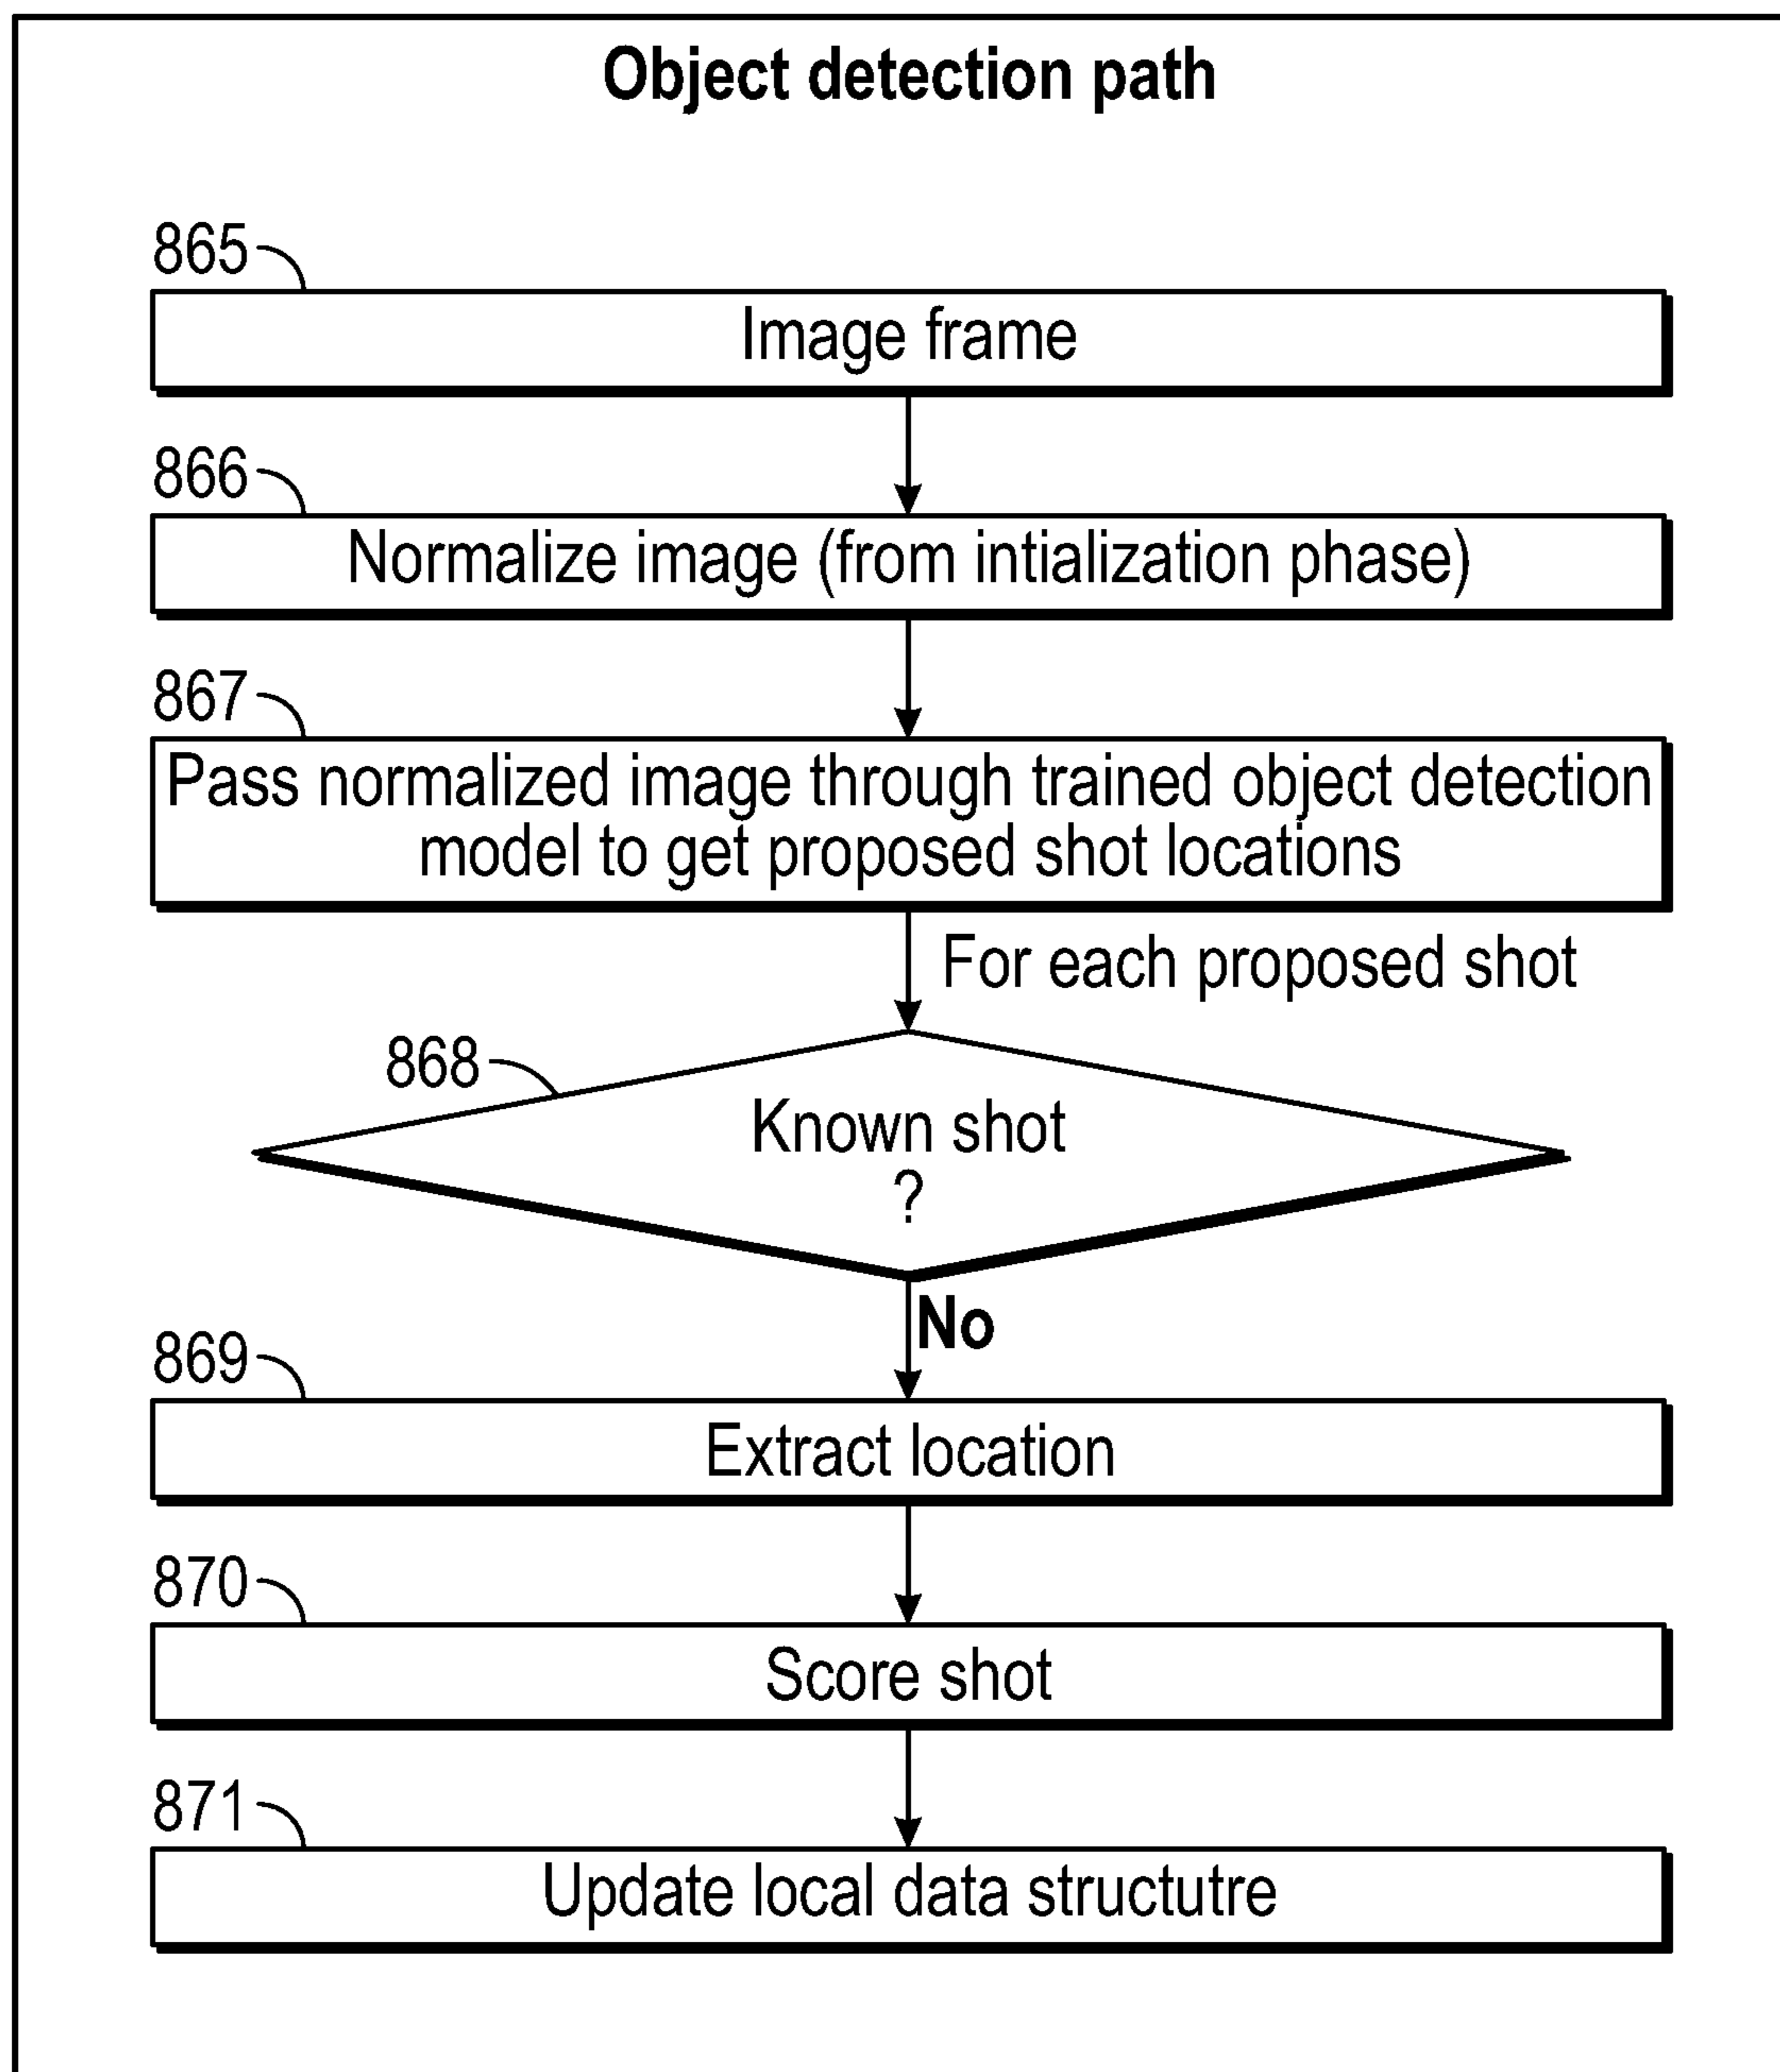 Object detection path
865
Image frame
866
Normalize image (from intialization phase)
867
Pass normalized image through trained object detection
model to get proposed shot locations
For each proposed shot
868
Known shot
?
No
869
Extract location
870
Score shot
871
Update local data structutre